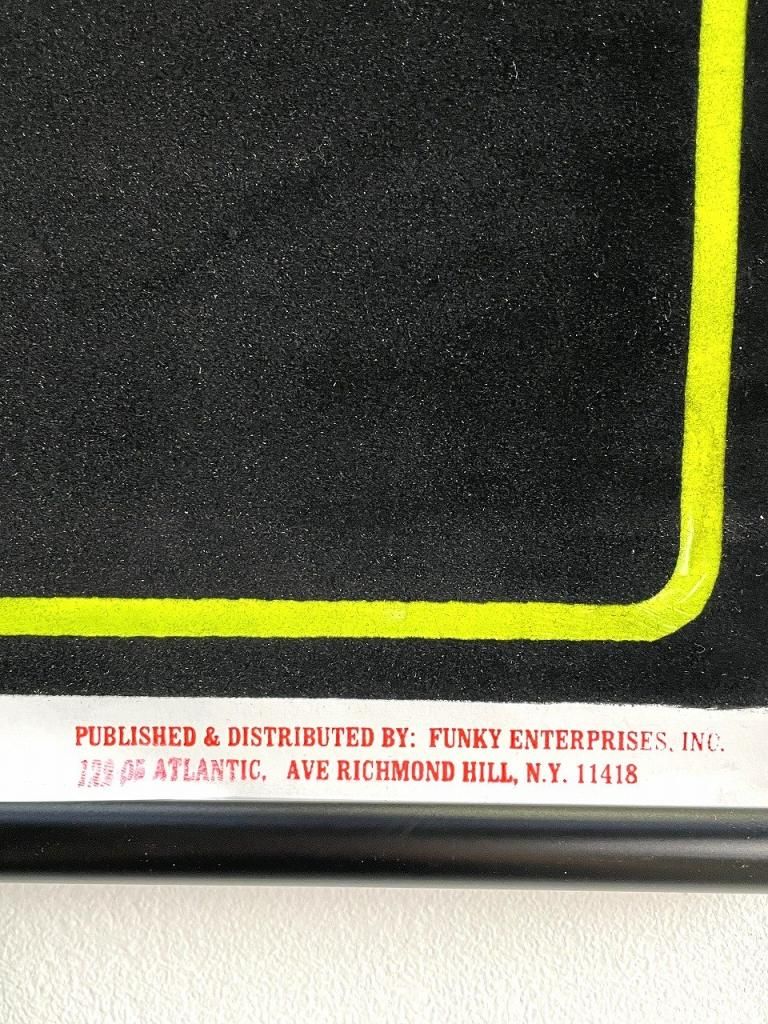 PUBLISHED & DISTRIBUTED BY: FUNKY ENTERPRISES, INC.
ATLANTIC, AVE RICHMOND HILL, N.Y. 11418